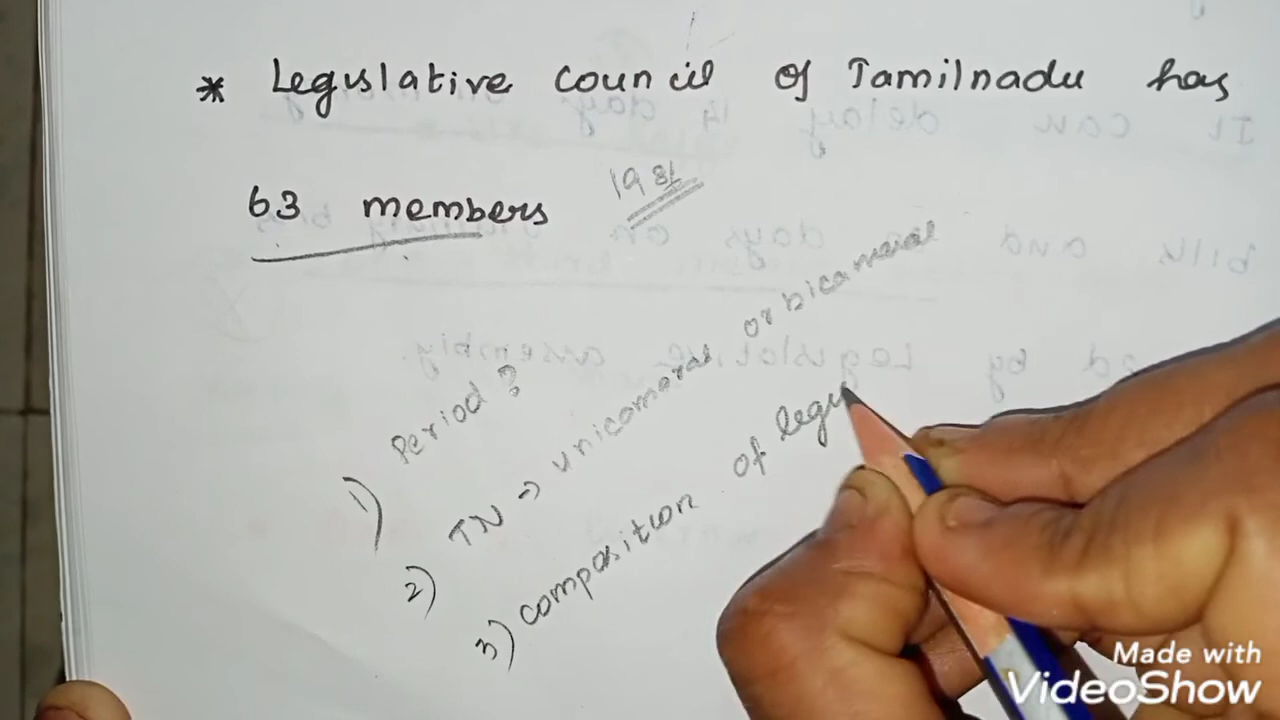 * Legislative council of Tamilnadu has
63 members
1) Period ?
2) TN → unicameral or bicameral
3) composition of legis
Made with
VideoShow